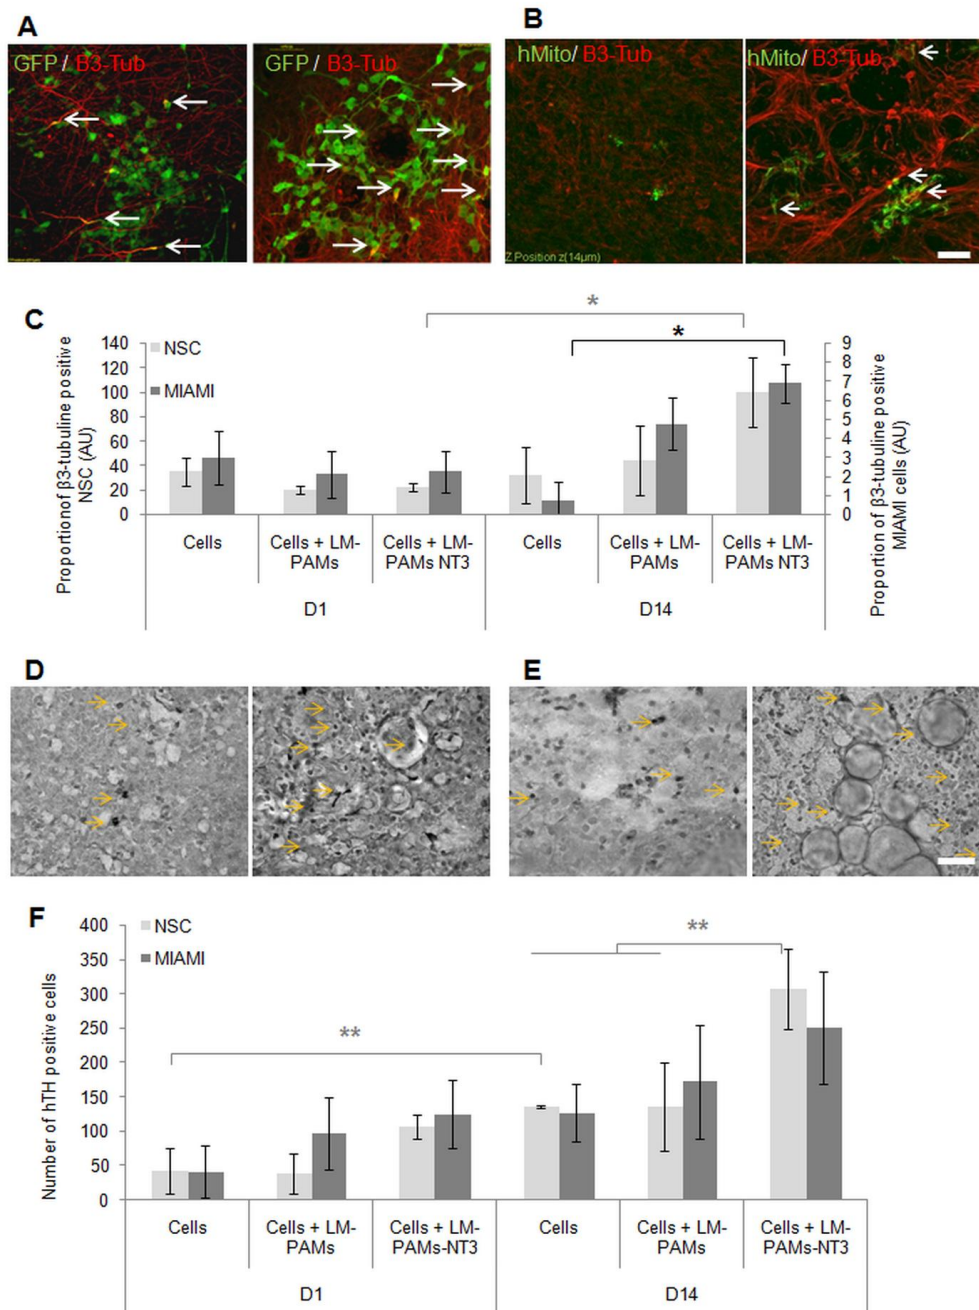 A
B
GFP/ B3-Tub
GFP/ B3-Tub
hMito/ B3-Tub
hMito/ B3-Tub
Z Position z(14µm)
C
*
*
NSC
MIAMI
Proportion of β3-tubuline positive
NSC (AU)
140
120
100
80
60
40
20
0
9
8
7
6
5
4
3
2
1
0
Proportion of β3-tubuline positive
MIAMI cells (AU)
Cells
Cells + LM-
PAMs
Cells + LM-
PAMs NT3
Cells
Cells + LM-
PAMs
Cells + LM-
PAMs NT3
D1
D14
D
E
F
NSC
MIAMI
**
**
Number of hTH positive cells
400
350
300
250
200
150
100
50
0
Cells
Cells + LM-
PAMs
Cells + LM-
PAMs-NT3
Cells
Cells + LM-
PAMs
Cells + LM-
PAMs-NT3
D1
D14